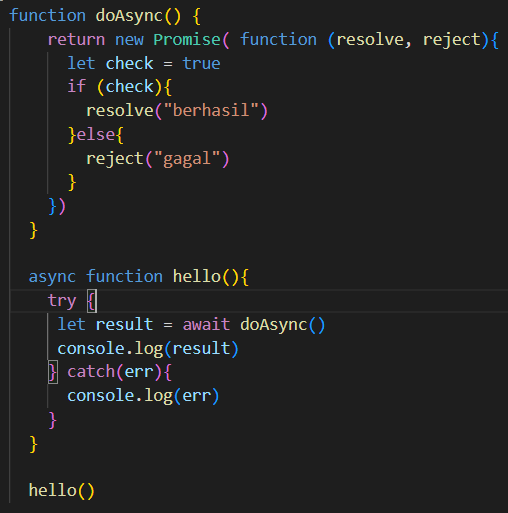 function doAsync() {
    return new Promise( function (resolve, reject){
      let check = true
      if (check){
        resolve("berhasil")
      }else{
        reject("gagal")
      }
    })
  }

  async function hello(){
    try {
     let result = await doAsync()
     console.log(result)
    } catch(err){
      console.log(err)
    }
  }

  hello()